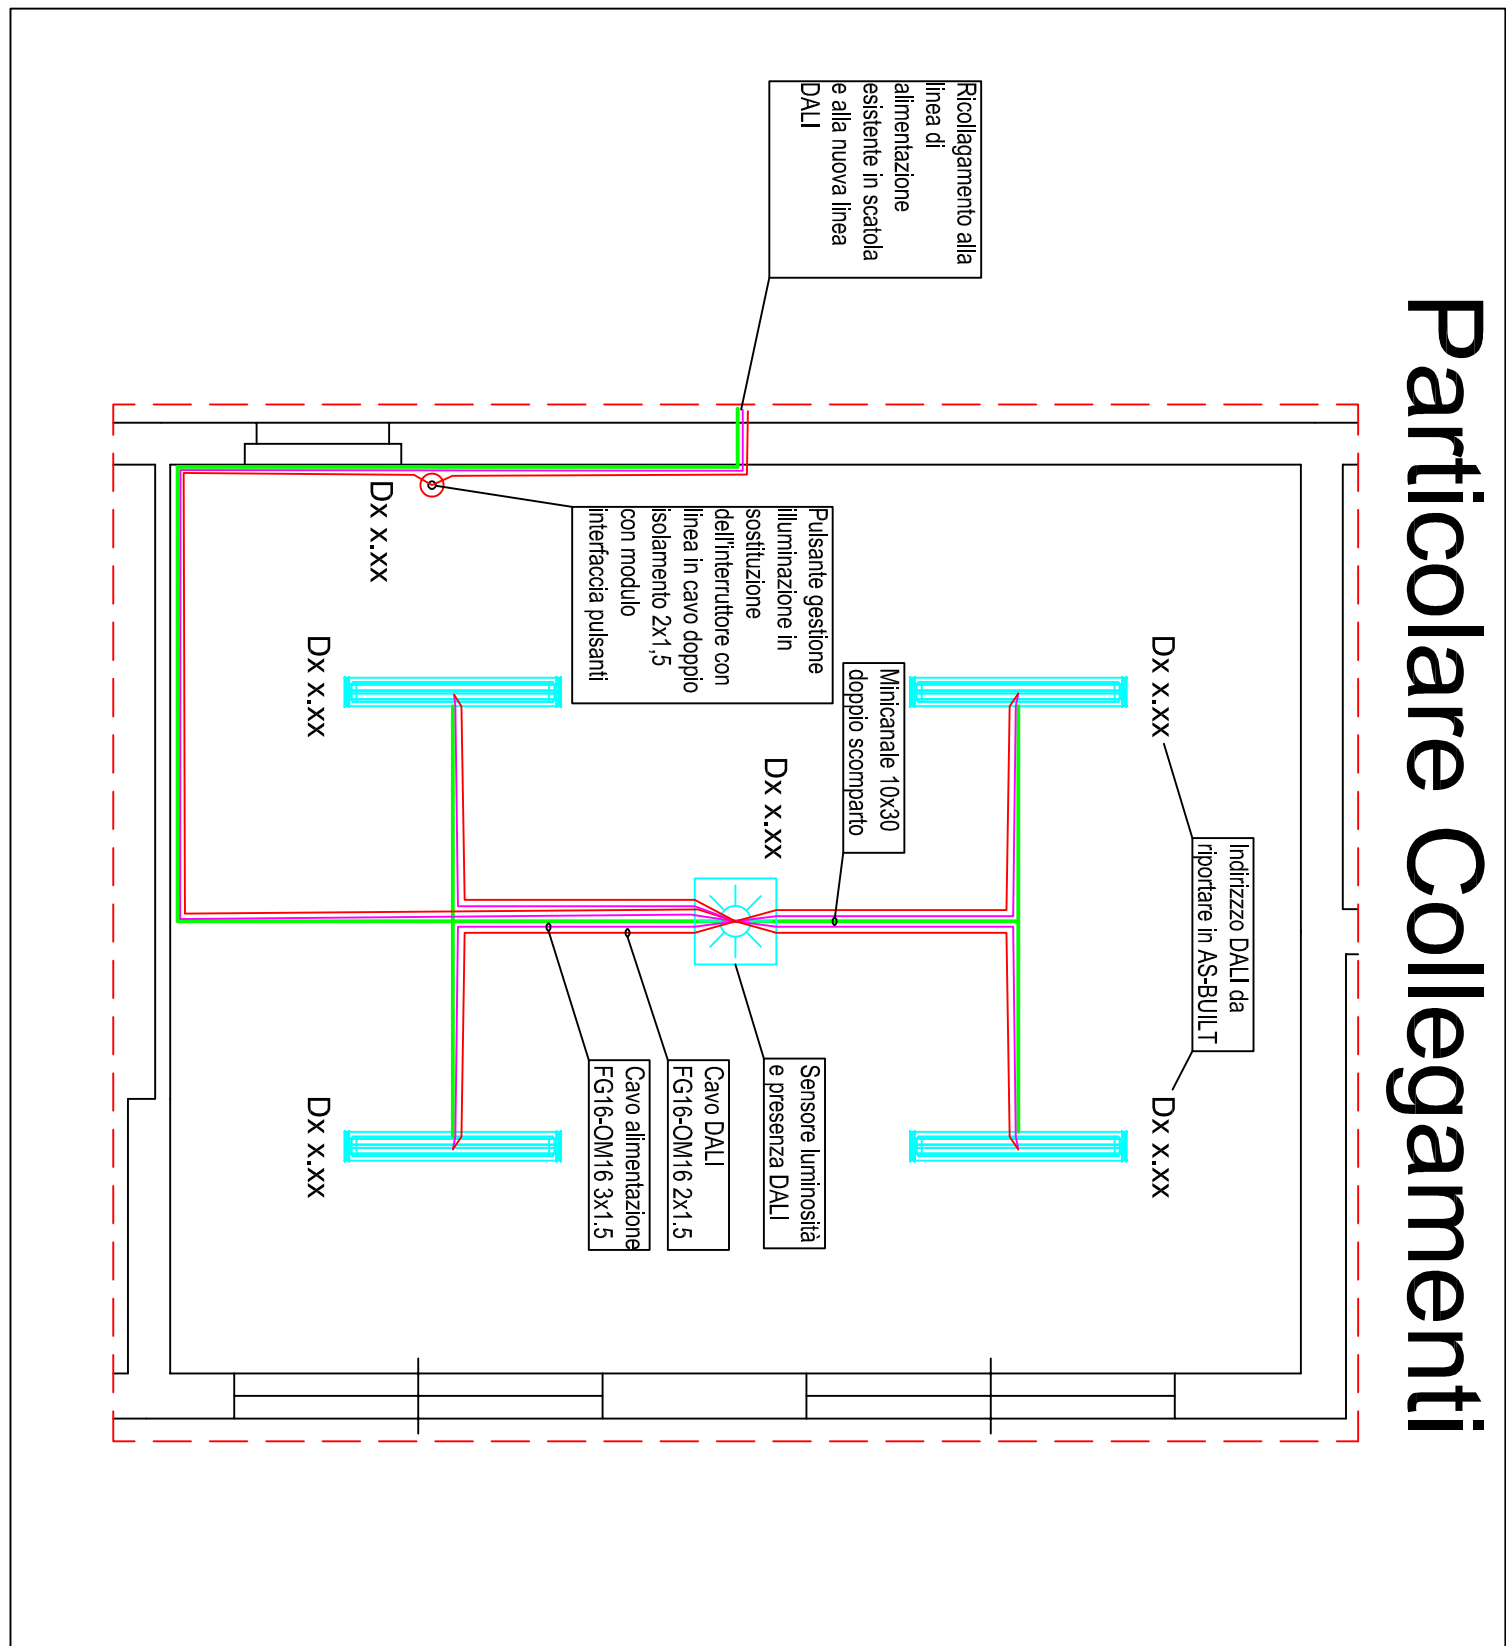 Particolare Collegamenti
Ricollagamento alla
linea di
alimentazione
esistente in scatola
e alla nuova linea
DALI
Indirizzo DALI da
riportare in AS-BUILT
Dx x.xx
Dx x.xx
Minicanale 10x30
doppio scomparto
Pulsante gestione
illuminazione in
sostituzione
dell'interruttore con
linea in cavo doppio
isolamento 2x1,5
con modulo
interfaccia pulsanti
Dx x.xx
Sensore luminosità
e presenza DALI
Cavo DALI
FG16-OM16 2x1.5
Cavo alimentazione
FG16-OM16 3x1.5
Dx x.xx
Dx x.xx
Dx x.xx